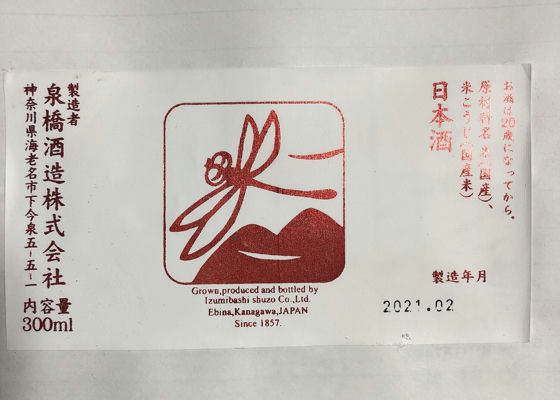 お酒は20歳になってから。
原材料名 米(国産)、
米こうじ(国産米)
日本酒
製造年月
2021.02
Grown,produced and bottled by
Izumibashi shuzo Co.,Ltd.
Ebina,Kanagawa,JAPAN
Since 1857.
製造者
泉橋酒造株式会社
神奈川県海老名市下今泉五-五-一
内容量
300ml